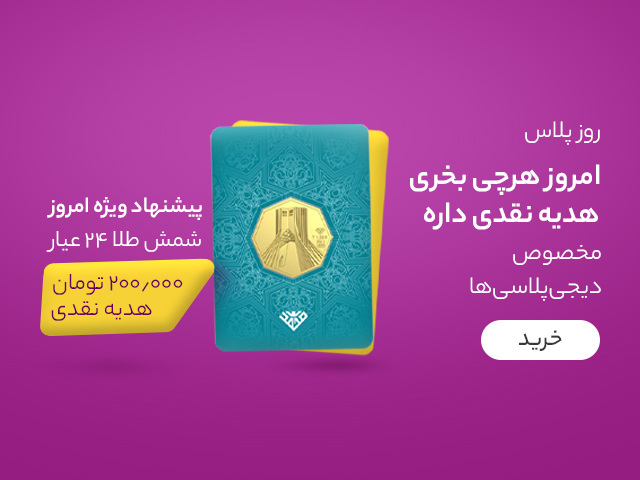 روز پلاس
امروز هرچی بخری
هدیه نقدی داره
مخصوص
دیجی‌پلاسی‌ها
خرید
پیشنهاد ویژه امروز
شمش طلا ۲۴ عیار
۲۰۰٫۰۰۰ تومان
هدیه نقدی